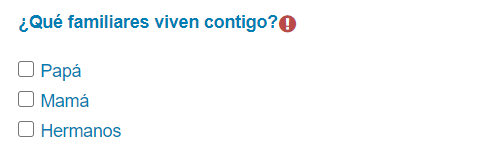 ¿Qué familiares viven contigo?
Papá
Mamá
Hermanos